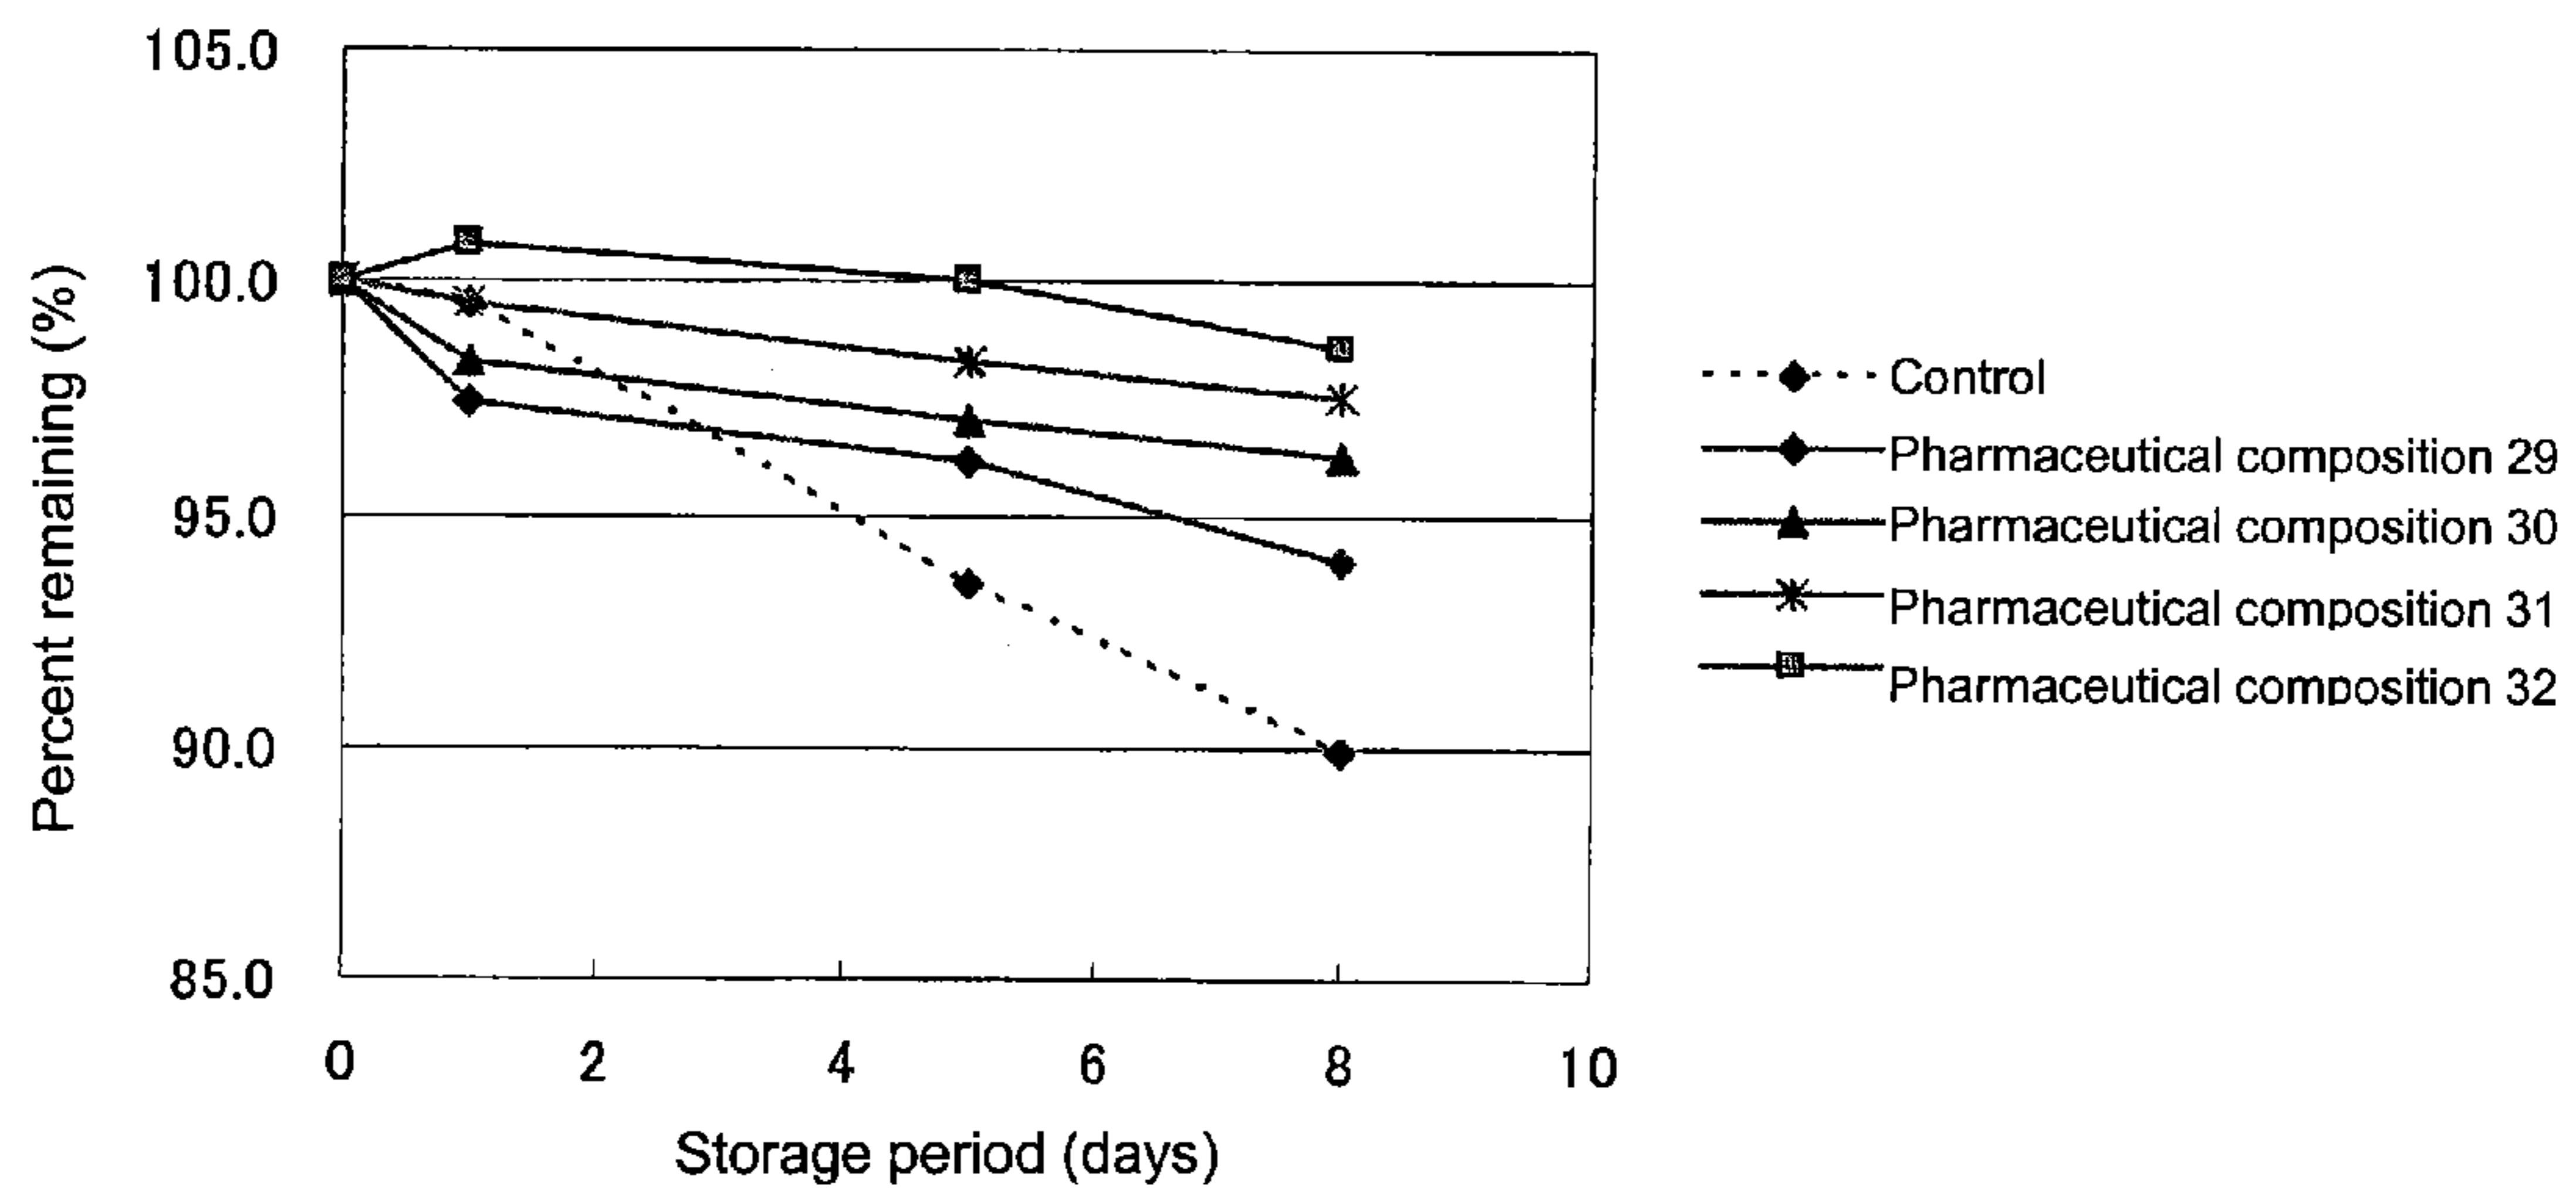 105.0
100.0
95.0
90.0
85.0
Percent remaining (%)
0 2 4 6 8 10
Storage period (days)
Control
Pharmaceutical composition 29
Pharmaceutical composition 30
Pharmaceutical composition 31
Pharmaceutical composition 32